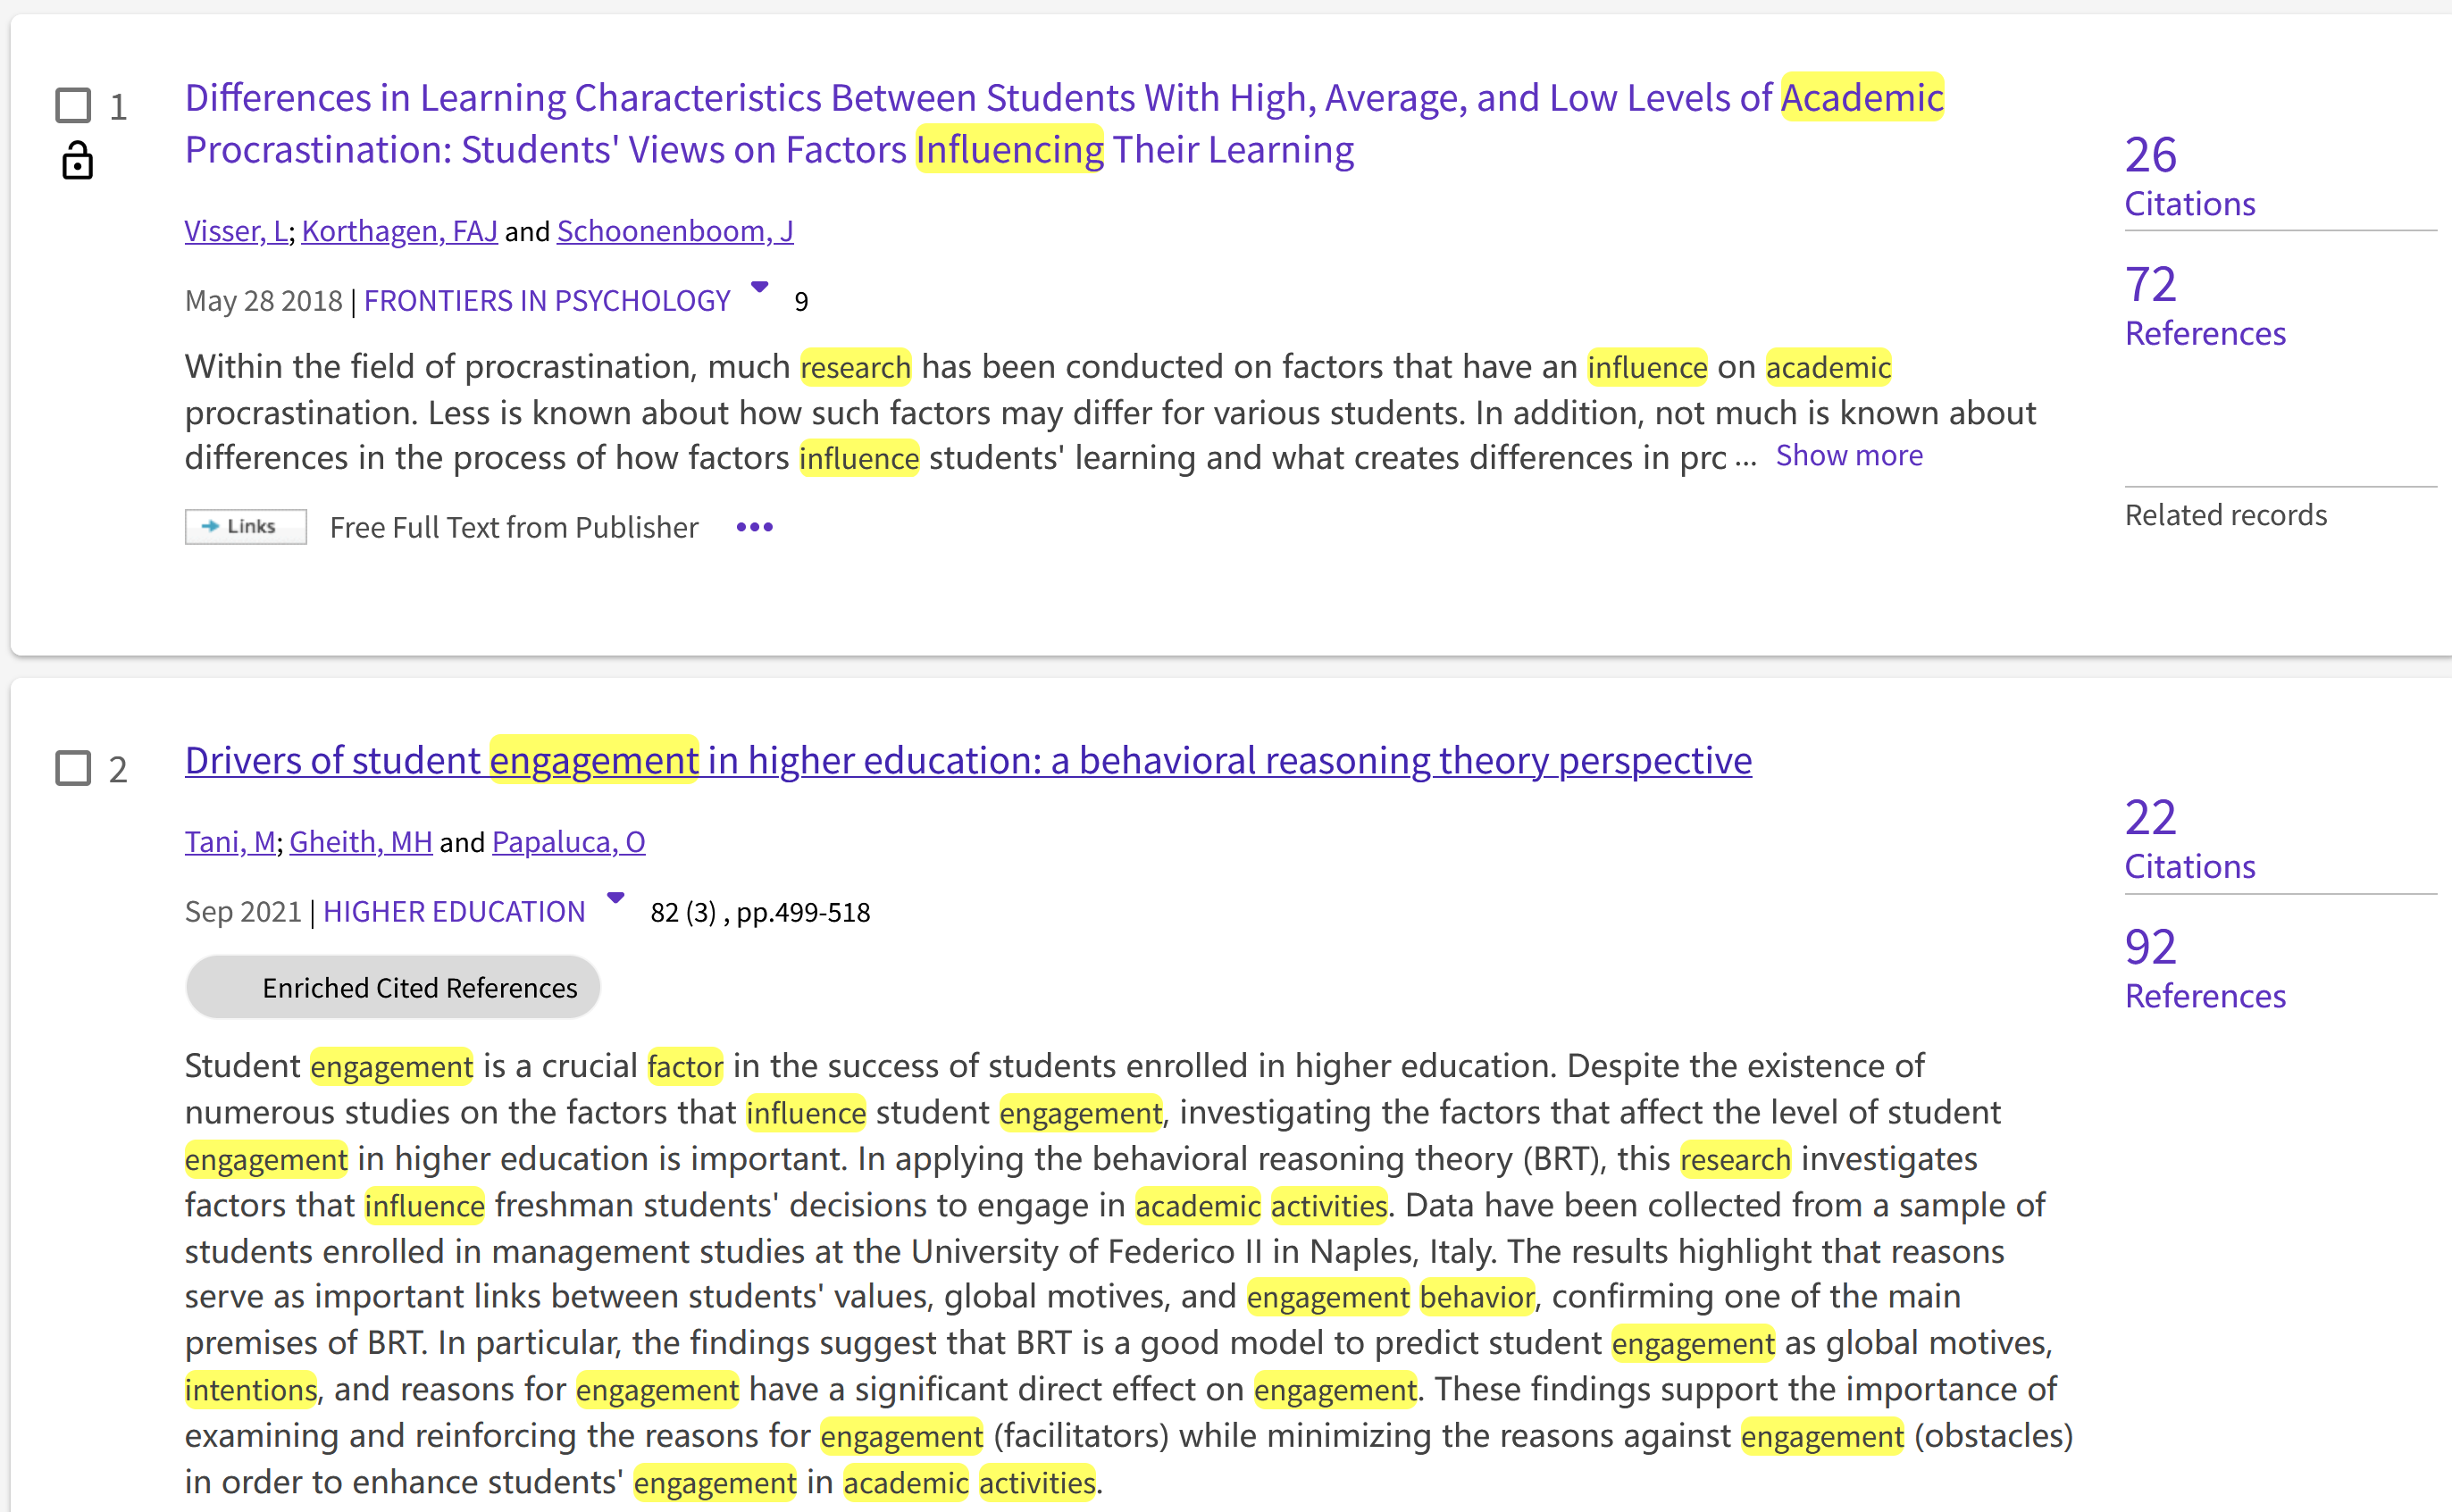 1
Differences in Learning Characteristics Between Students With High, Average, and Low Levels of Academic
Procrastination: Students' Views on Factors Influencing Their Learning
Visser, L; Korthagen, FAJ and Schoonenboom, J
May 28 2018 | FRONTIERS IN PSYCHOLOGY 9
Within the field of procrastination, much research has been conducted on factors that have an influence on academic
procrastination. Less is known about how such factors may differ for various students. In addition, not much is known about
differences in the process of how factors influence students' learning and what creates differences in prc ... Show more
Links Free Full Text from Publisher •••
26
Citations
72
References
Related records
2
Drivers of student engagement in higher education: a behavioral reasoning theory perspective
Tani, M; Gheith, MH and Papaluca, O
Sep 2021 | HIGHER EDUCATION 82 (3) , pp.499-518
Enriched Cited References
Student engagement is a crucial factor in the success of students enrolled in higher education. Despite the existence of
numerous studies on the factors that influence student engagement, investigating the factors that affect the level of student
engagement in higher education is important. In applying the behavioral reasoning theory (BRT), this research investigates
factors that influence freshman students' decisions to engage in academic activities. Data have been collected from a sample of
students enrolled in management studies at the University of Federico II in Naples, Italy. The results highlight that reasons
serve as important links between students' values, global motives, and engagement behavior, confirming one of the main
premises of BRT. In particular, the findings suggest that BRT is a good model to predict student engagement as global motives,
intentions, and reasons for engagement have a significant direct effect on engagement. These findings support the importance of
examining and reinforcing the reasons for engagement (facilitators) while minimizing the reasons against engagement (obstacles)
in order to enhance students' engagement in academic activities.
22
Citations
92
References